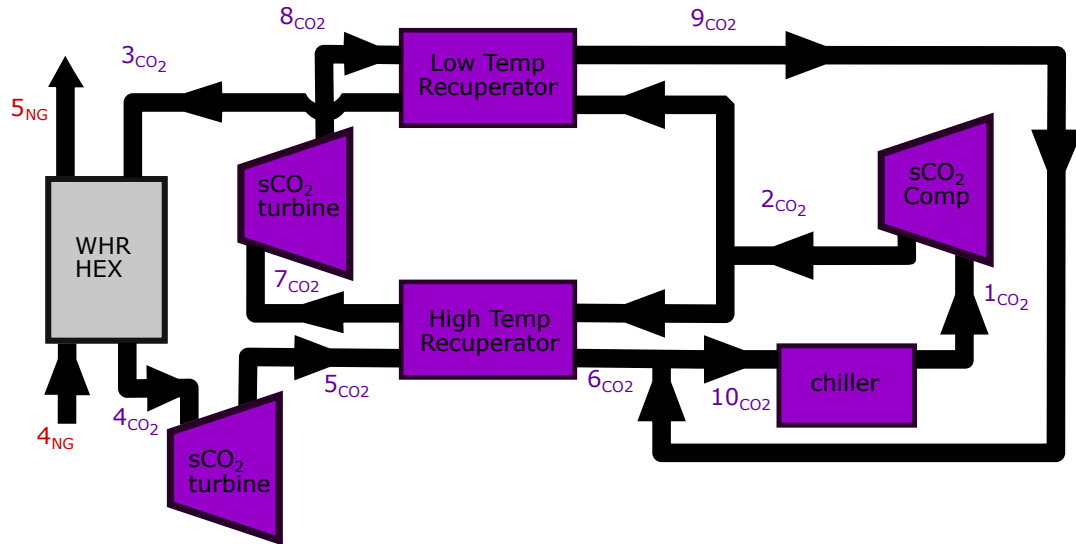 8CO2
9CO2
3CO2
Low Temp
Recuperator
5NG
sCO2
Comp
sCO2
turbine
2CO2
WHR
HEX
7CO2
1CO2
High Temp
Recuperator
5CO2
6CO2
chiller
10CO2
4CO2
4NG
sCO2
turbine